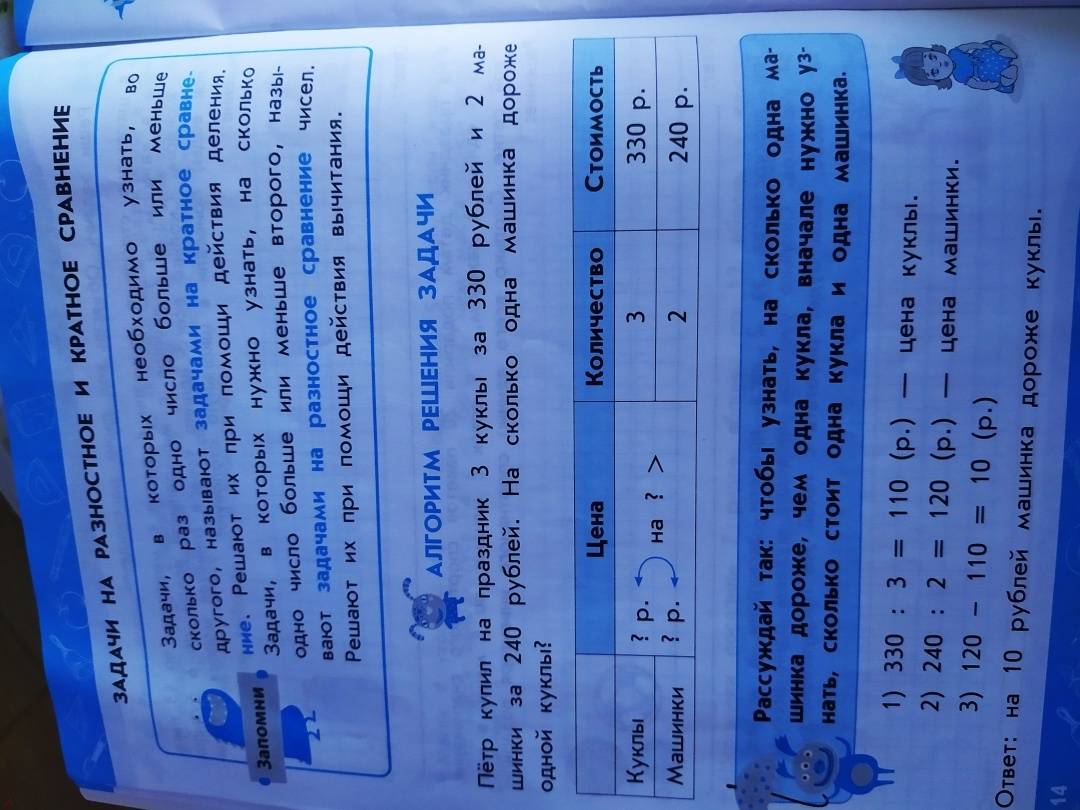 ЗАДАЧИ НА РАЗНОСТНОЕ И КРАТНОЕ СРАВНЕНИЕ
Задачи, в которых необходимо узнать, во
сколько раз одно число больше или меньше
другого, называют задачами на кратное сравне-
ние. Решают их при помощи действия деления.
Задачи, в которых нужно узнать, на сколько
одно число больше или меньше второго, назы-
вают задачами на разностное сравнение чисел.
Решают их при помощи действия вычитания.
Запомни
АЛГОРИТМ РЕШЕНИЯ ЗАДАЧИ
Пётр купил на праздник 3 куклы за 330 рублей и 2 ма-
шинки за 240 рублей. На сколько одна машинка дороже
одной куклы?
Цена Количество Стоимость
Куклы ? р. 3 330 р.
на ? >
Машинки ? р. 2 240 р.
Рассуждай так: чтобы узнать, на сколько одна ма-
шинка дороже, чем одна кукла, вначале нужно уз-
нать, сколько стоит одна кукла и одна машинка.
1) 330 : 3 = 110 (р.) — цена куклы.
2) 240 : 2 = 120 (р.) — цена машинки.
3) 120 – 110 = 10 (р.)
Ответ: на 10 рублей машинка дороже куклы.
14